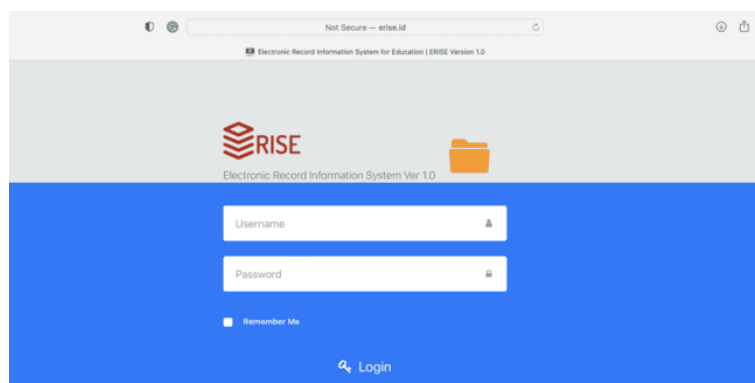 Not Secure — erise.id
Electronic Record Information System for Education | ERISE Version 1.0
ERISE
Electronic Record Information System Ver 1.0
Username
Password
Remember Me
Login